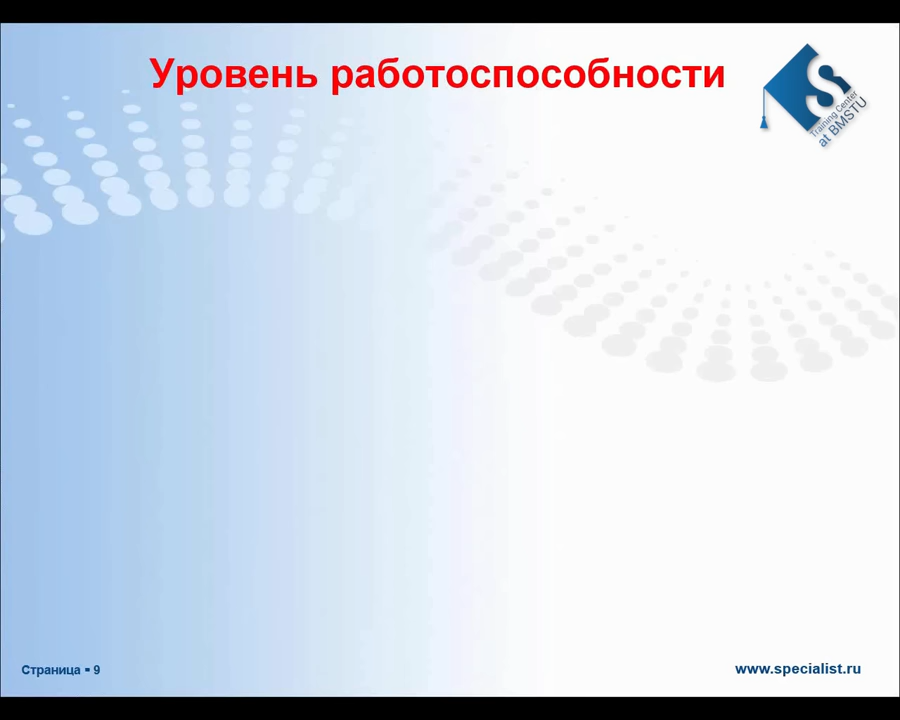 Уровень работоспособности
S
Training Center
at BMSTU
Страница ▪ 9
www.specialist.ru